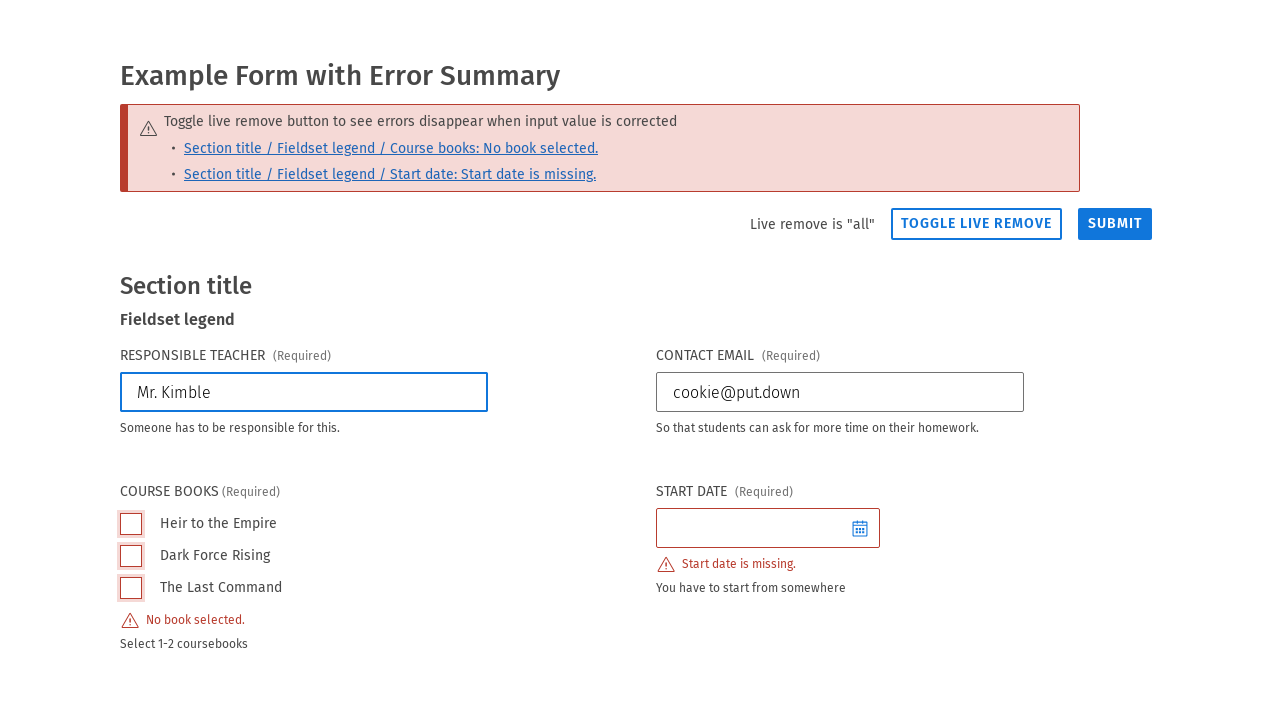 Example Form with Error Summary
Toggle live remove button to see errors disappear when input value is corrected
• Section title / Fieldset legend / Course books: No book selected.
• Section title / Fieldset legend / Start date: Start date is missing.
Live remove is "all" TOGGLE LIVE REMOVE SUBMIT
Section title
Fieldset legend
RESPONSIBLE TEACHER (Required)
Mr. Kimble
Someone has to be responsible for this.
CONTACT EMAIL (Required)
cookie@put.down
So that students can ask for more time on their homework.
COURSE BOOKS (Required)
Heir to the Empire
Dark Force Rising
The Last Command
No book selected.
Select 1-2 coursebooks
START DATE (Required)
Start date is missing.
You have to start from somewhere